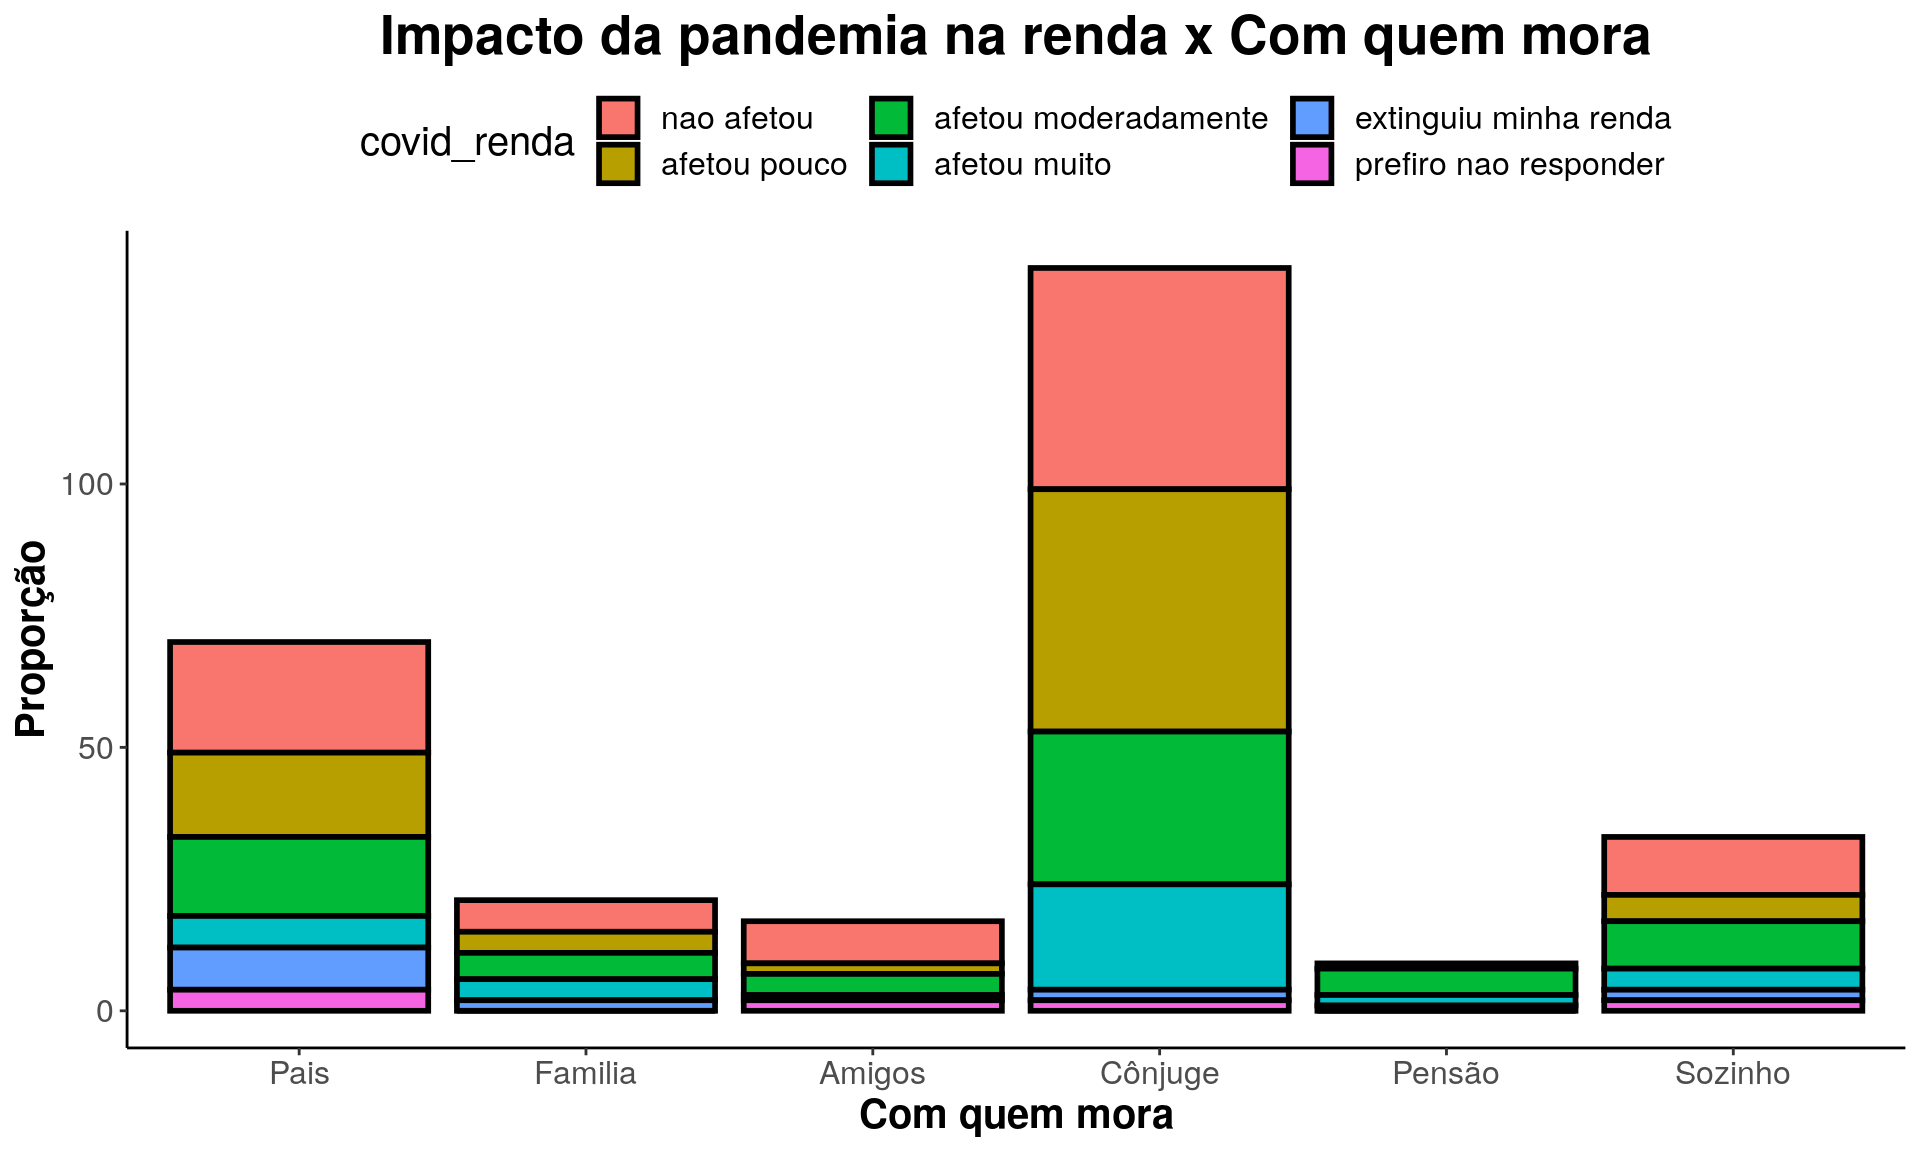 Impacto da pandemia na renda x Com quem mora
covid_renda
nao afetou
afetou moderadamente
extinguiu minha renda
afetou pouco
afetou muito
prefiro nao responder
Proporção
100
50
0
Pais
Familia
Amigos
Cônjuge
Pensão
Sozinho
Com quem mora